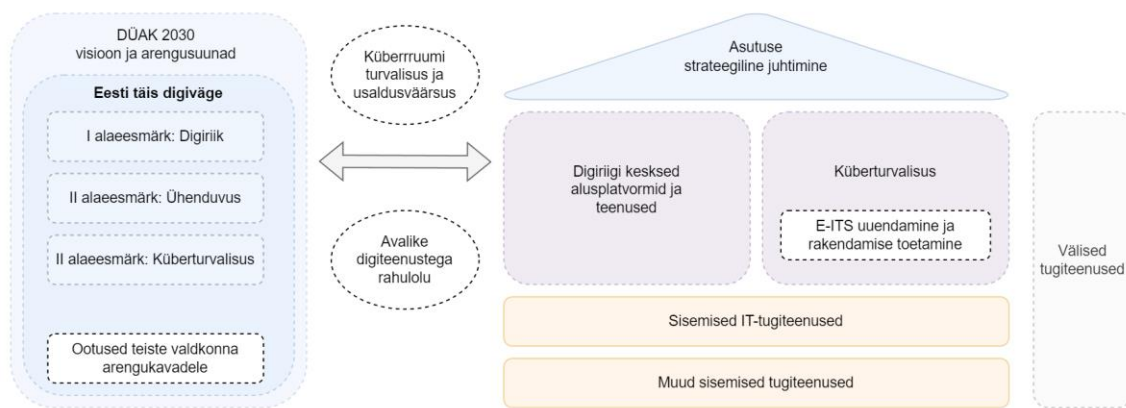 DÜAK 2030
visioon ja arengusuunad
Eesti täis digiväge
I alaeesmärk: Digiriik
II alaeesmärk: Ühenduvus
II alaeesmärk: Küberturvalisus
Ootused teiste valdkonna
arengukavadele
Küberrruumi
turvalisus ja
usaldusväärsus
Avalike
digiteenustega
rahulolu
Asutuse
strateegiline juhtimine
Digiriigi kesksed
alusplatvormid ja
teenused
Küberturvalisus
E-ITS uuendamine ja
rakendamise toetamine
Sisemised IT-tugiteenused
Muud sisemised tugiteenused
Välised
tugiteenused